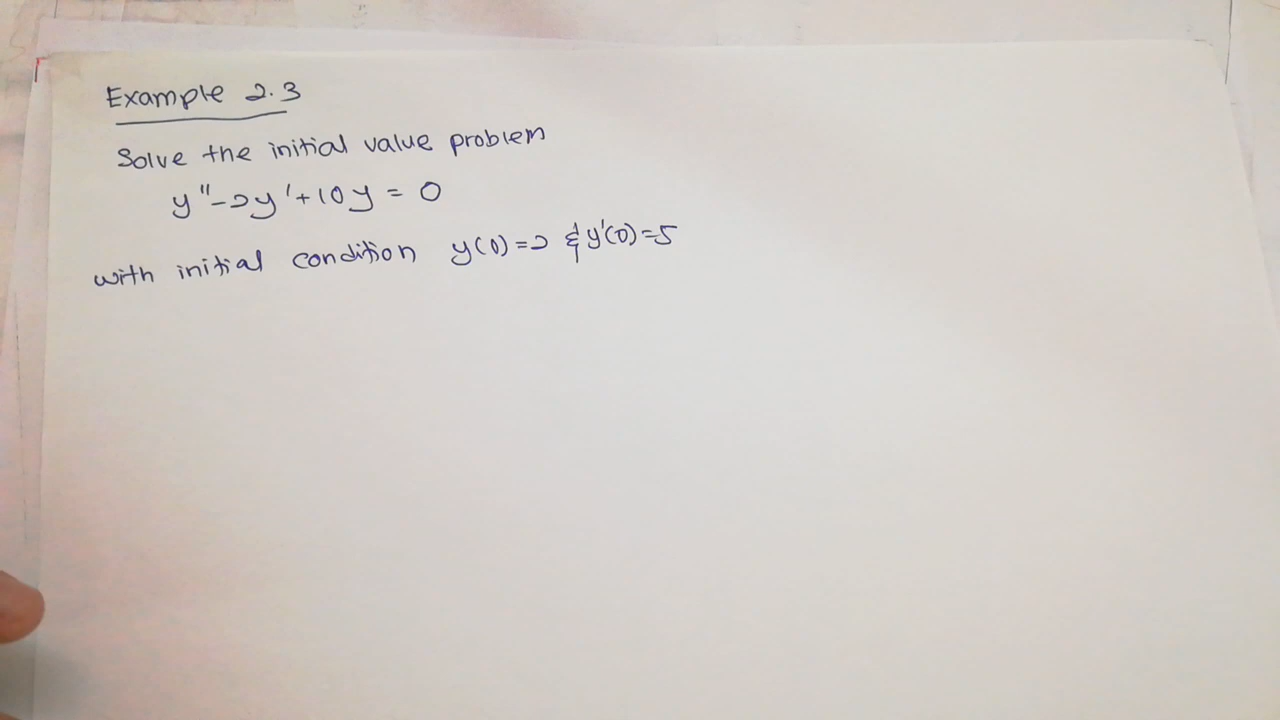 Example 2.3
Solve the initial value problem
y"-2y'+10y = 0
with initial condition y(0)=2 & y'(0)=5